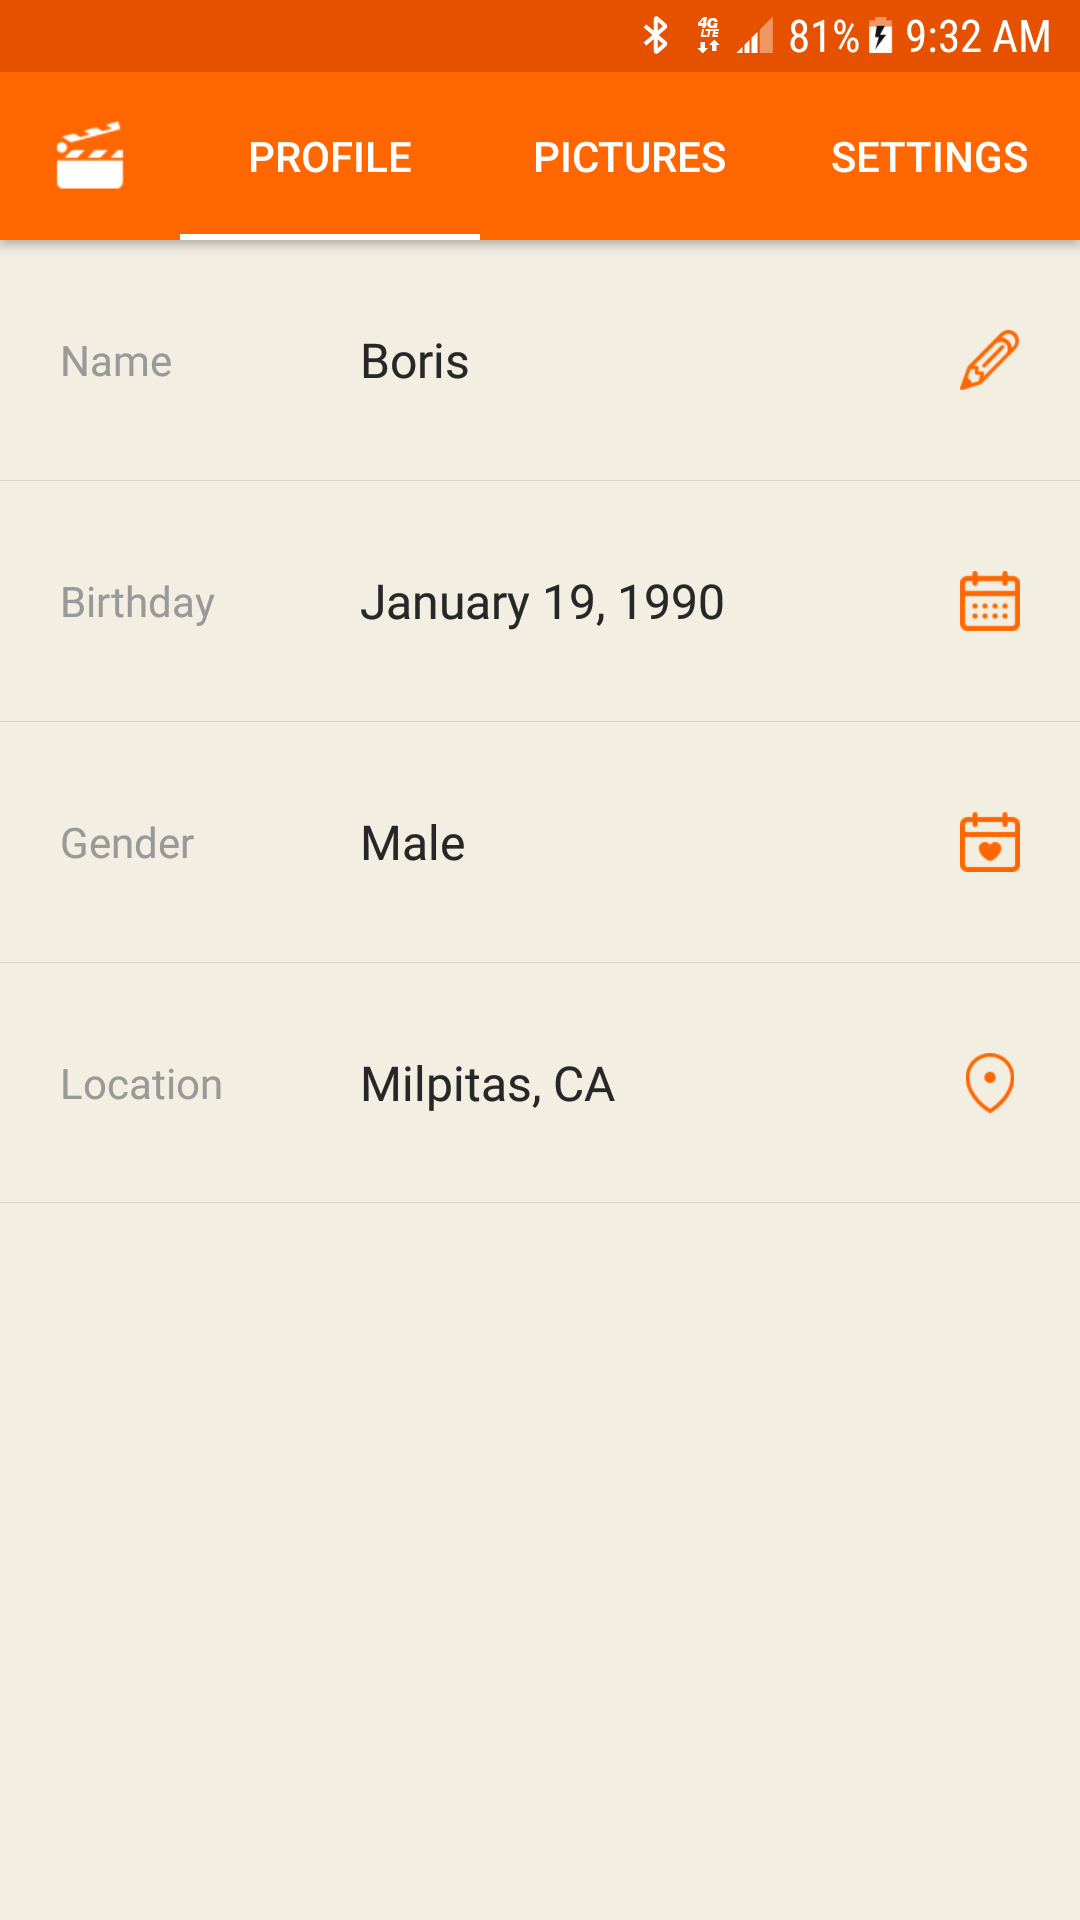 4G LTE 81% 9:32 AM
PROFILE PICTURES SETTINGS
Name Boris
Birthday January 19, 1990
Gender Male
Location Milpitas, CA